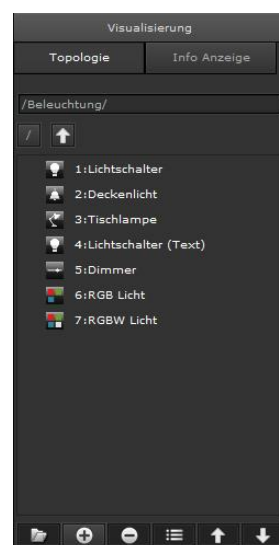 Visualisierung
Topologie Info Anzeige
/Beleuchtung/
/
1:Lichtschalter
2:Deckenlicht
3:Tischlampe
4:Lichtschalter (Text)
5:Dimmer
6:RGB Licht
7:RGBW Licht